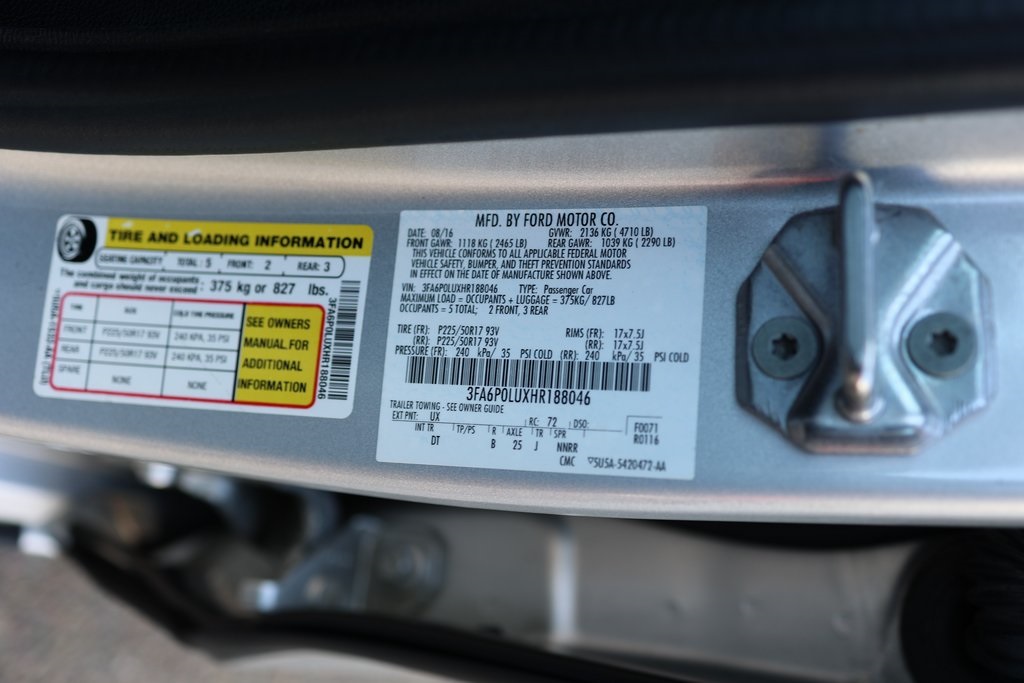 TIRE AND LOADING INFORMATION
SEATING CAPACITY TOTAL : 5 FRONT: 2 REAR: 3
The combined weight of occupants
and cargo should never exceed : 375 kg or 827 lbs.
TIRE SIZE COLD TIRE PRESSURE
FRONT P225/50R17 93V 240 KPA, 35 PSI
REAR P225/50R17 93V 240 KPA, 35 PSI
SPARE NONE NONE
SEE OWNERS
MANUAL FOR
ADDITIONAL
INFORMATION
3FA6P0LUXHR188046
MFD. BY FORD MOTOR CO.
DATE: 08/16 GVWR: 2136 KG ( 4710 LB)
FRONT GAWR: 1118 KG ( 2465 LB) REAR GAWR: 1039 KG ( 2290 LB)
THIS VEHICLE CONFORMS TO ALL APPLICABLE FEDERAL MOTOR
VEHICLE SAFETY, BUMPER, AND THEFT PREVENTION STANDARDS
IN EFFECT ON THE DATE OF MANUFACTURE SHOWN ABOVE.
VIN: 3FA6P0LUXHR188046 TYPE: Passenger Car
MAXIMUM LOAD = OCCUPANTS + LUGGAGE = 375KG/ 827LB
OCCUPANTS = 5 TOTAL; 2 FRONT, 3 REAR
TIRE (FR): P225/50R17 93V RIMS (FR): 17x7.5J
(RR): P225/50R17 93V (RR): 17x7.5J
PRESSURE (FR): 240 kPa/ 35 PSI COLD (RR): 240 kPa/ 35 PSI COLD
3FA6P0LUXHR188046
TRAILER TOWING - SEE OWNER GUIDE
EXT PNT: UX RC: 72 DSO: F0071
INT TR TP/PS R AXLE TR SPR R0116
DT B 25 J NNRR
CMC ▽5U5A-5420472-AA